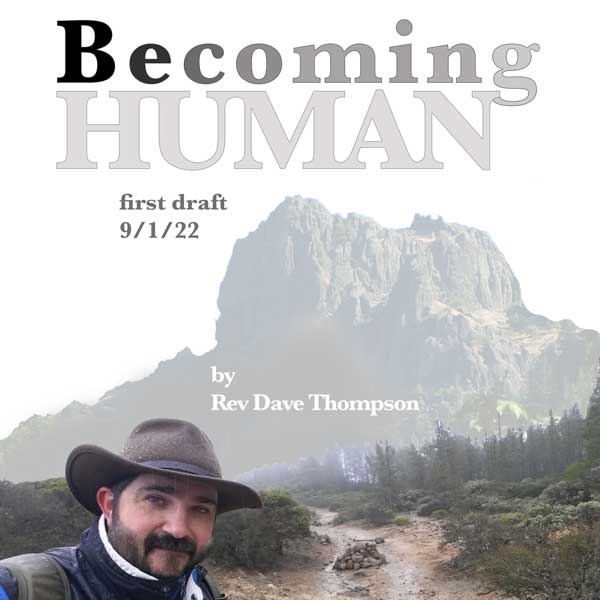 Becoming
HUMAN
first draft
9/1/22
by
Rev Dave Thompson